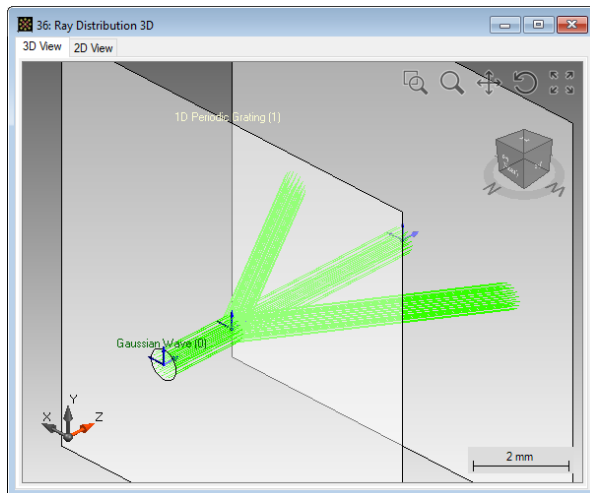 36: Ray Distribution 3D
3D View
2D View
1D Periodic Grating (1)
Gaussian Wave (0)
Y
X
Z
2 mm